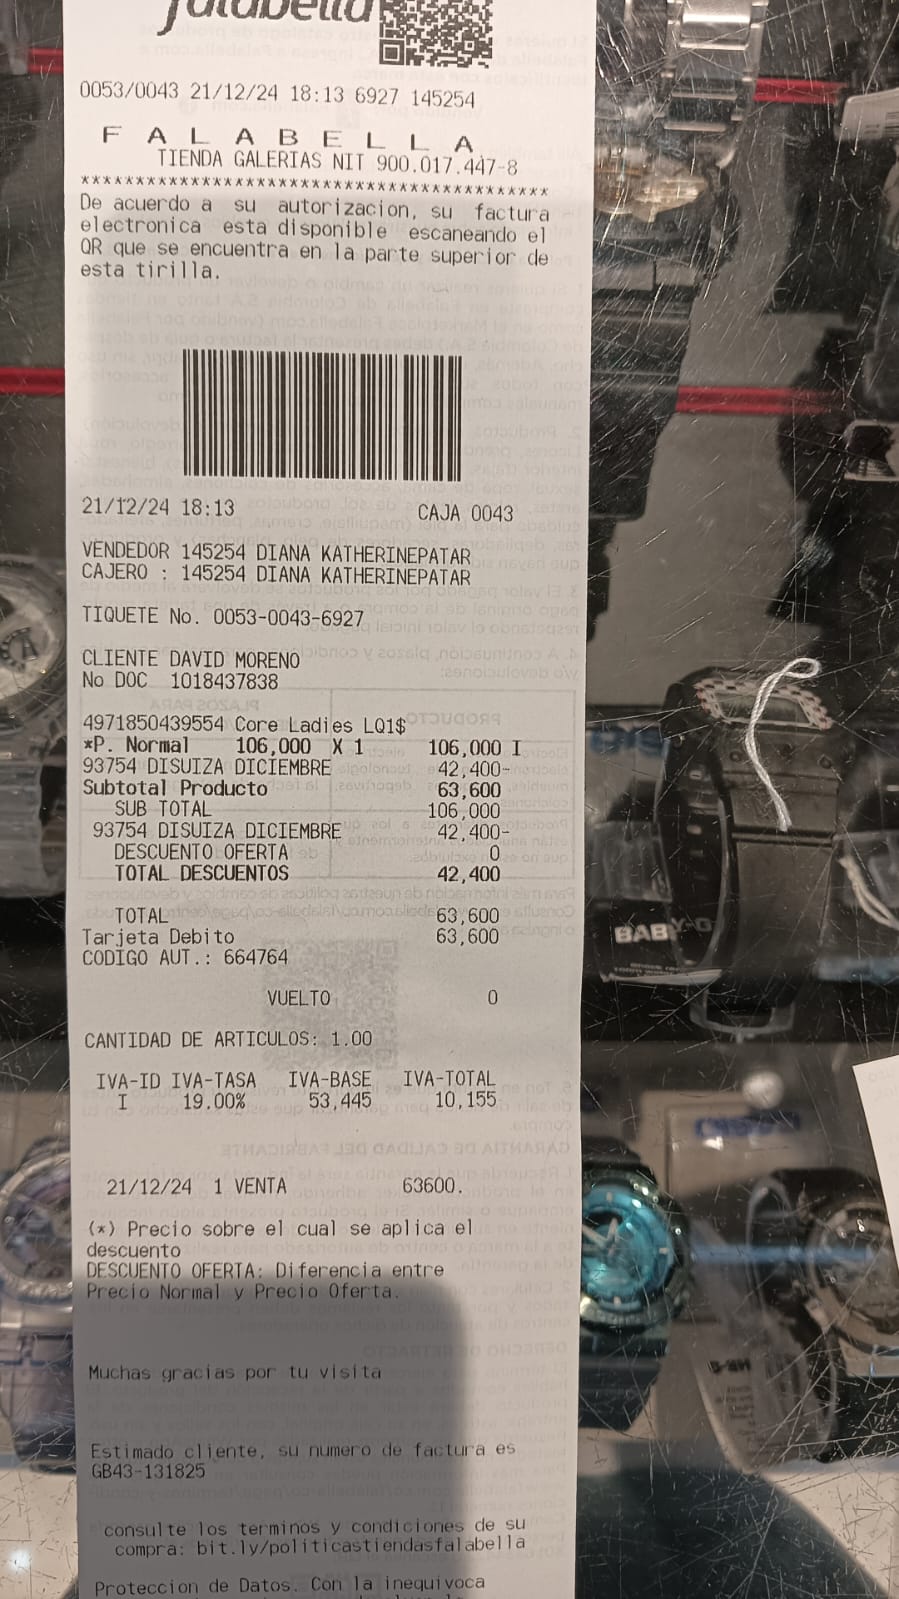 falabella
0053/0043 21/12/24 18:13 6927 145254
F A L A B E L L A
TIENDA GALERIAS NIT 900.017.447-8
*******************************************
De acuerdo a su autorizacion, su factura
electronica esta disponible escaneando el
QR que se encuentra en la parte superior de
esta tirilla.
21/12/24 18:13 CAJA 0043
VENDEDOR 145254 DIANA KATHERINEPATAR
CAJERO : 145254 DIANA KATHERINEPATAR
TIQUETE No. 0053-0043-6927
CLIENTE DAVID MORENO
No DOC 1018437838
4971850439554 Core Ladies LQ1$
*P. Normal 106,000 X 1 106,000 I
93754 DISUIZA DICIEMBRE 42,400-
Subtotal Producto 63,600
SUB TOTAL 106,000
93754 DISUIZA DICIEMBRE 42,400-
DESCUENTO OFERTA 0
TOTAL DESCUENTOS 42,400
TOTAL 63,600
Tarjeta Debito 63,600
CODIGO AUT.: 664764
VUELTO 0
CANTIDAD DE ARTICULOS: 1.00
IVA-ID IVA-TASA IVA-BASE IVA-TOTAL
I 19.00% 53,445 10,155
21/12/24 1 VENTA 63600.
(*) Precio sobre el cual se aplica el
descuento
DESCUENTO OFERTA: Diferencia entre
Precio Normal y Precio Oferta.
Muchas gracias por tu visita
Estimado cliente, su numero de factura es
GB43-131825
consulte los terminos y condiciones de su
compra: bit.ly/politicastiendasfalabella
Proteccion de Datos. Con la inequivoca
BABY-G